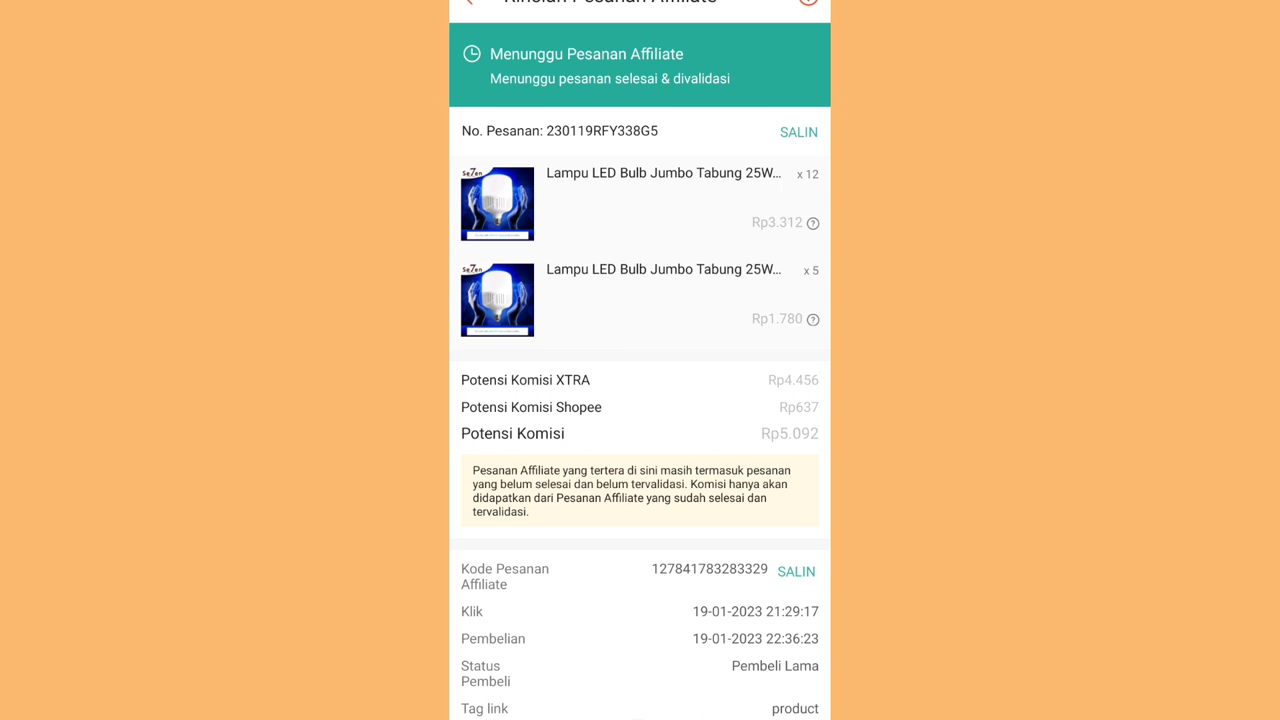 Rincian Pesanan Affiliate
Menunggu Pesanan Affiliate
Menunggu pesanan selesai & divalidasi
No. Pesanan: 230119RFY338G5
SALIN
Se7en
Lampu LED Bulb Jumbo Tabung 25W...
x 12
Rp3.312
Se7en
Lampu LED Bulb Jumbo Tabung 25W...
x 5
Rp1.780
Potensi Komisi XTRA
Rp4.456
Potensi Komisi Shopee
Rp637
Potensi Komisi
Rp5.092
Pesanan Affiliate yang tertera di sini masih termasuk pesanan
yang belum selesai dan belum tervalidasi. Komisi hanya akan
didapatkan dari Pesanan Affiliate yang sudah selesai dan
tervalidasi.
Kode Pesanan
Affiliate
127841783283329
SALIN
Klik
19-01-2023 21:29:17
Pembelian
19-01-2023 22:36:23
Status
Pembeli
Pembeli Lama
Tag link
product